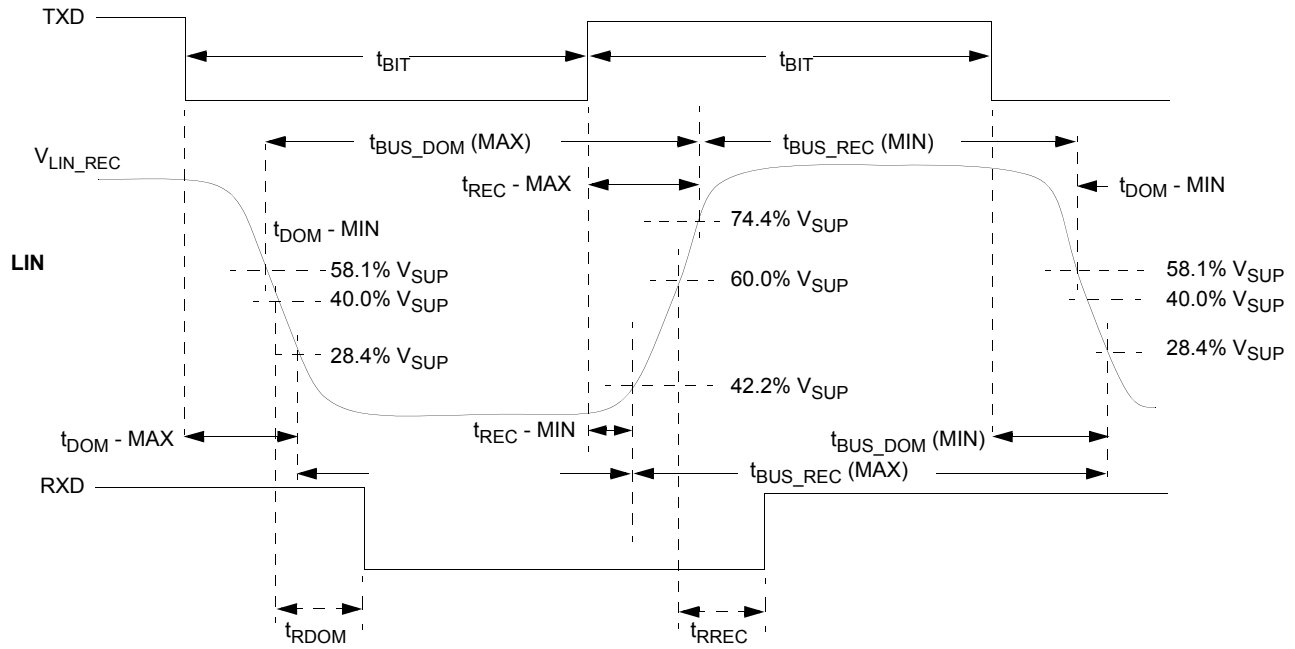 TXD
tBIT
tBIT
tBUS_DOM (MAX)
tBUS_REC (MIN)
VLIN_REC
tREC - MAX
tDOM - MIN
74.4% VSUP
tDOM - MIN
LIN
58.1% VSUP
60.0% VSUP
58.1% VSUP
40.0% VSUP
40.0% VSUP
28.4% VSUP
28.4% VSUP
42.2% VSUP
tDOM - MAX
tREC - MIN
tBUS_DOM (MIN)
tBUS_REC (MAX)
RXD
tRDOM
tRREC